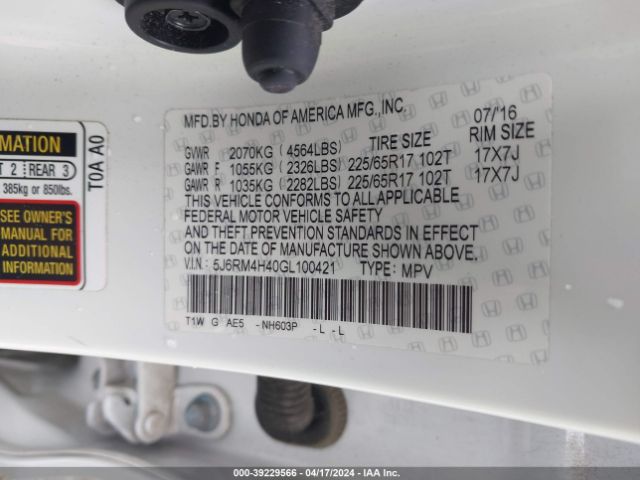 MFD. BY HONDA OF AMERICA MFG., INC. 07/16
TIRE SIZE RIM SIZE
GVWR 2070KG (4564LBS)
GAWR F 1055KG (2326LBS) 225/65R17 102T 17X7J
GAWR R 1035KG (2282LBS) 225/65R17 102T 17X7J
THIS VEHICLE CONFORMS TO ALL APPLICABLE
FEDERAL MOTOR VEHICLE SAFETY
AND THEFT PREVENTION STANDARDS IN EFFECT
ON THE DATE OF MANUFACTURE SHOWN ABOVE.
V.I.N: 5J6RM4H40GL100421 TYPE: MPV
T1W G AE5 -NH603P -L -L
MATION
2 REAR 3
385kg or 850lbs.
SEE OWNER'S
MANUAL FOR
ADDITIONAL
INFORMATION
T0A A0
000-39229566 - 04/17/2024 - IAA Inc.